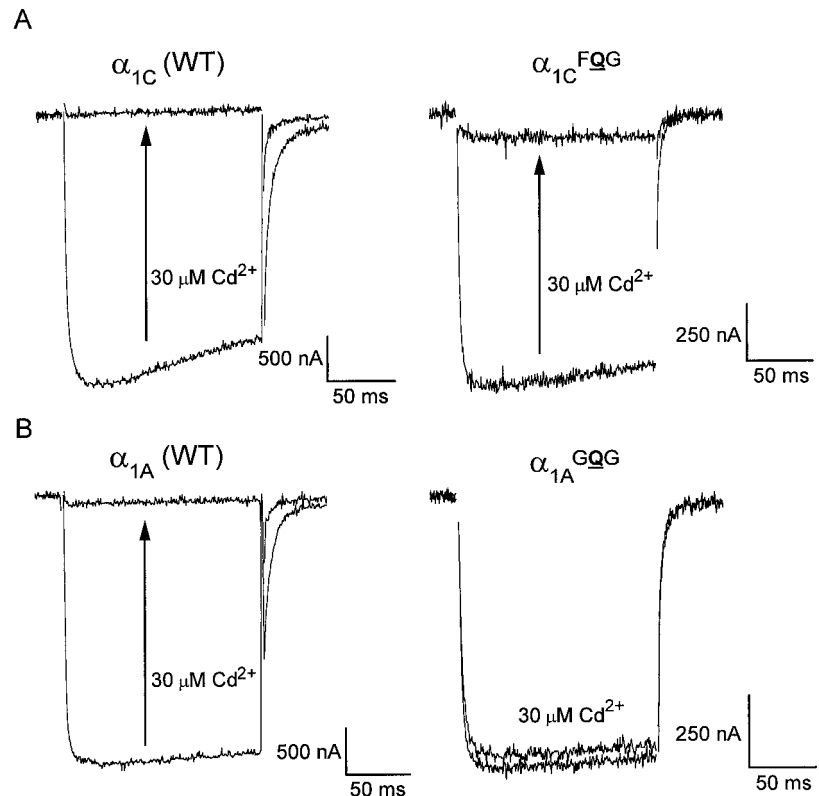 A
α1C (WT)
α1C FQG
30 μM Cd2+
30 μM Cd2+
500 nA
50 ms
250 nA
50 ms
B
α1A (WT)
α1A GQG
30 μM Cd2+
30 μM Cd2+
500 nA
50 ms
250 nA
50 ms